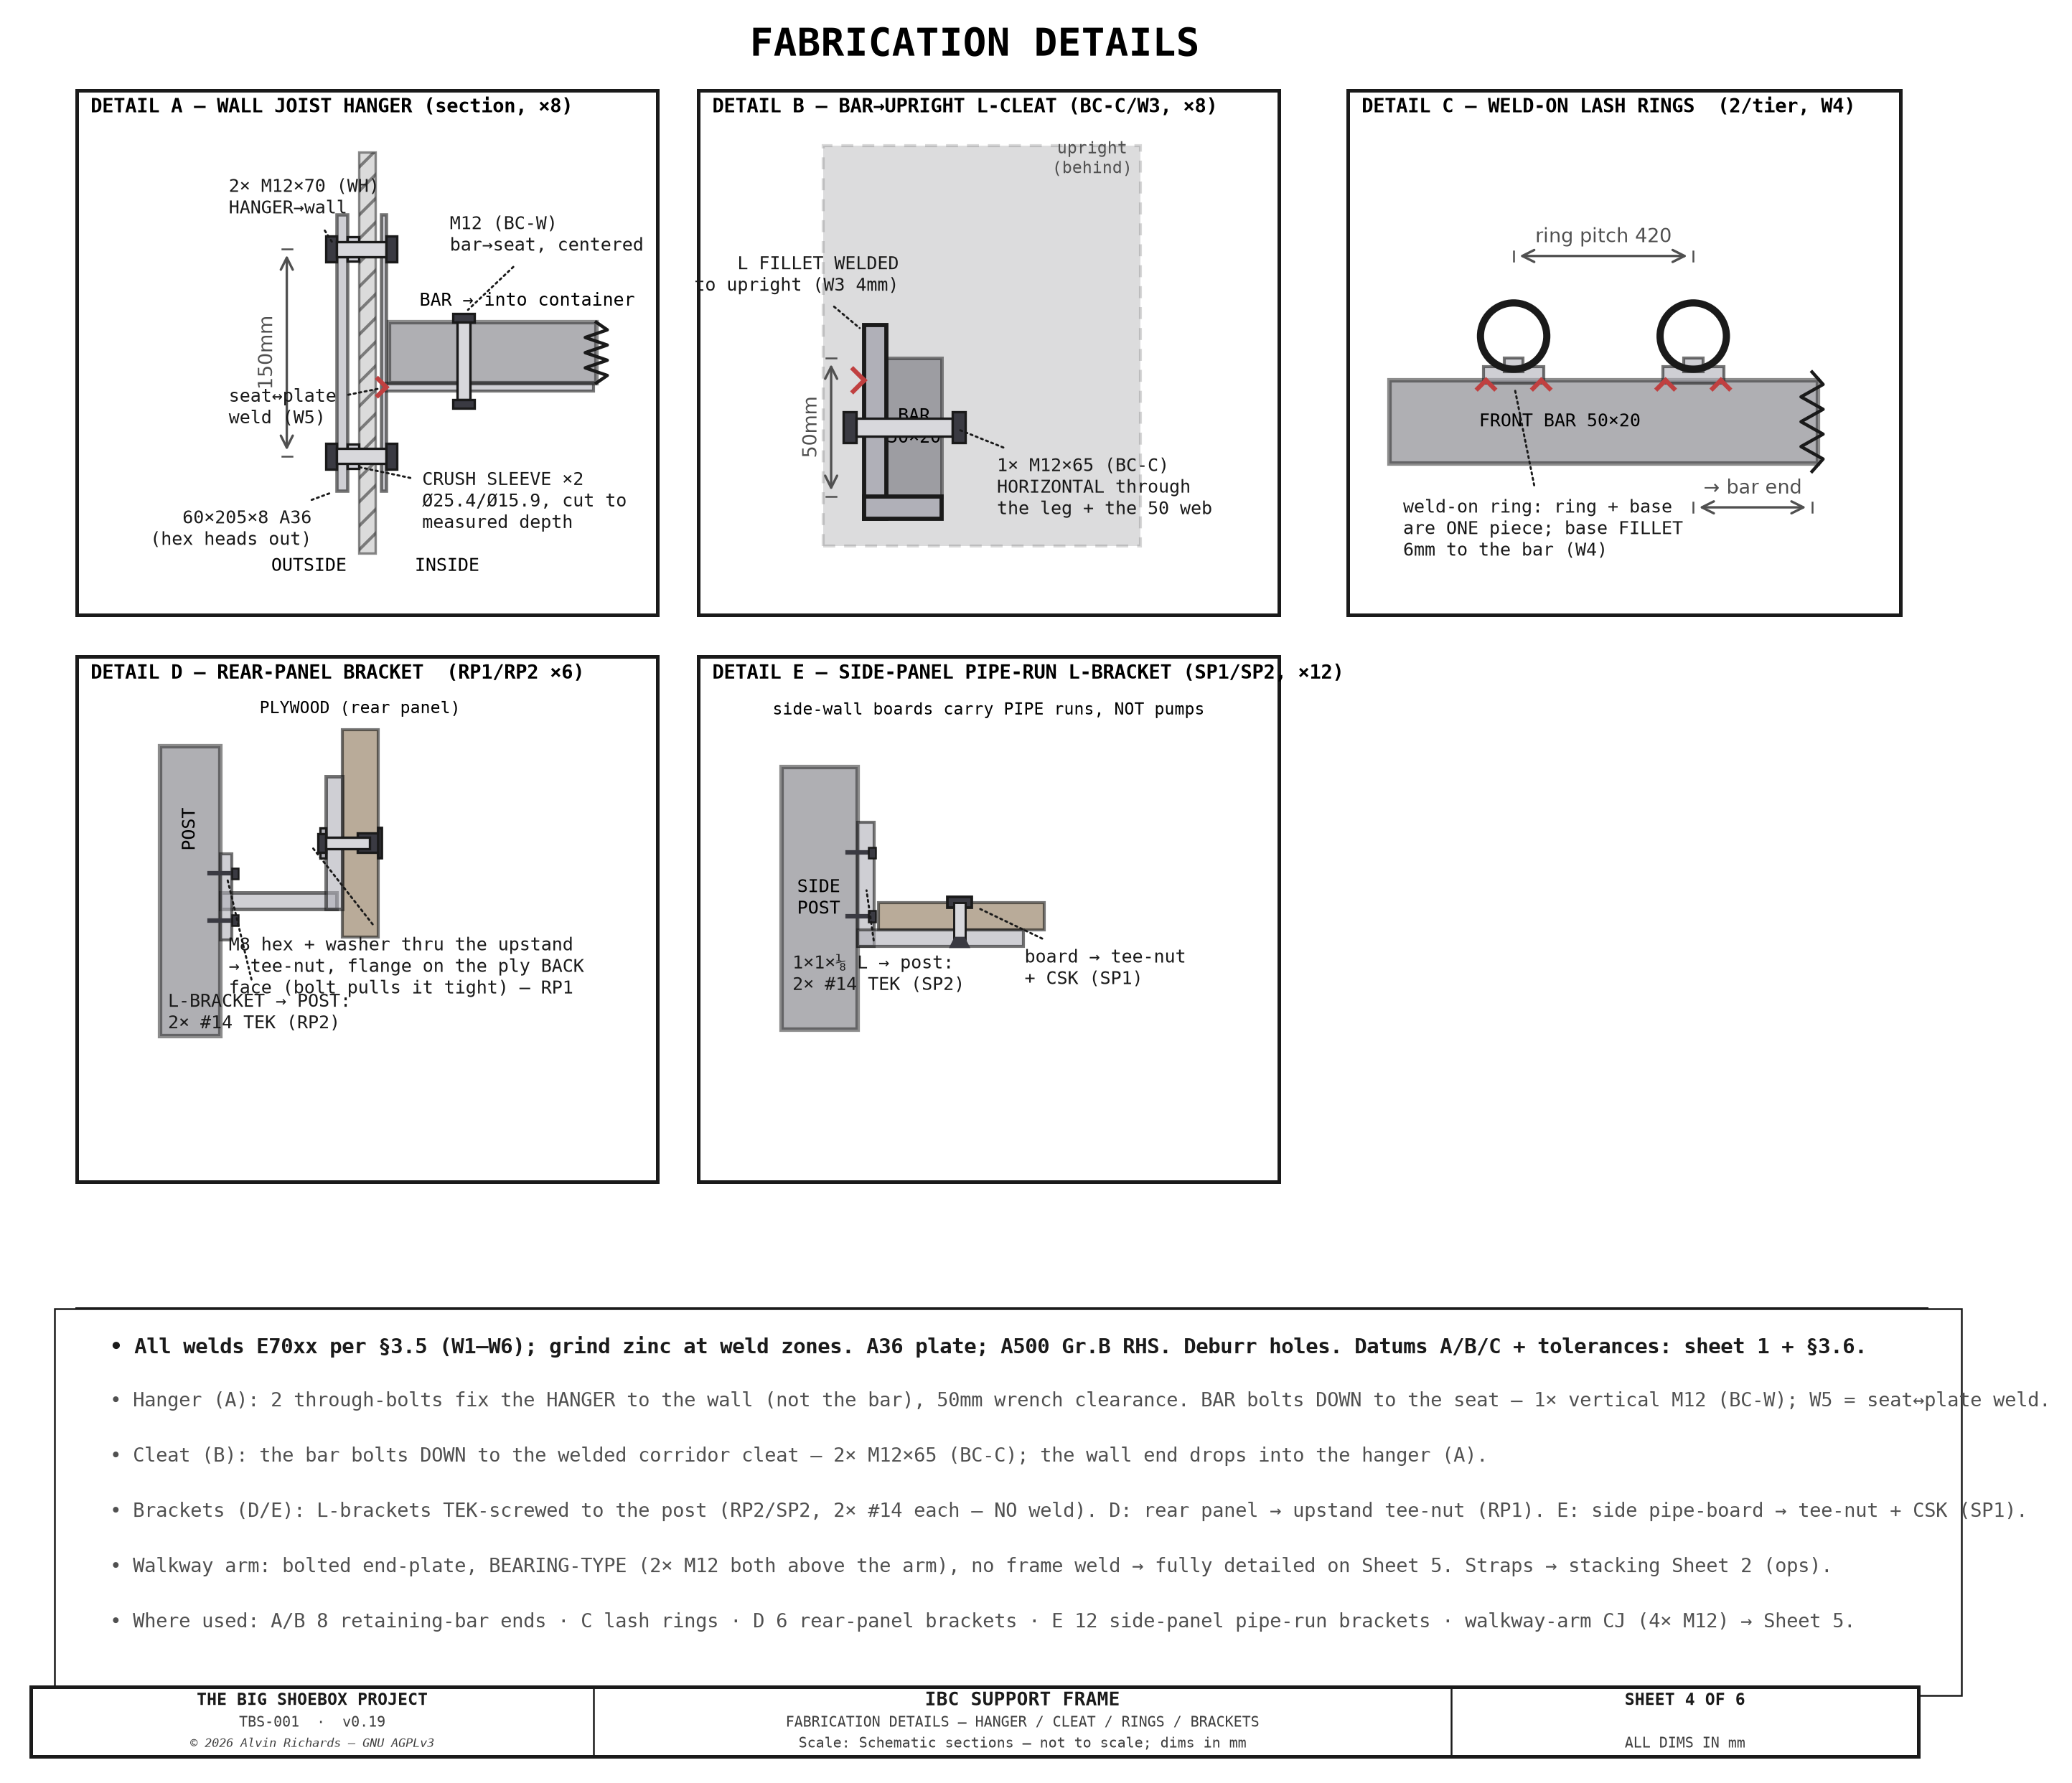 FABRICATION DETAILS
DETAIL A — WALL JOIST HANGER (section, ×8)
2× M12×70 (WH)
HANGER→wall
M12 (BC-W)
bar→seat, centered
BAR → into container
150mm
seat↔plate
weld (W5)
CRUSH SLEEVE ×2
Ø25.4/Ø15.9, cut to
measured depth
60×205×8 A36
(hex heads out)
OUTSIDE
INSIDE
DETAIL B — BAR→UPRIGHT L-CLEAT (BC-C/W3, ×8)
upright
(behind)
L FILLET WELDED
to upright (W3 4mm)
50mm
BAR
50×20
1× M12×65 (BC-C)
HORIZONTAL through
the leg + the 50 web
DETAIL C — WELD-ON LASH RINGS (2/tier, W4)
ring pitch 420
FRONT BAR 50×20
→ bar end
weld-on ring: ring + base
are ONE piece; base FILLET
6mm to the bar (W4)
DETAIL D — REAR-PANEL BRACKET (RP1/RP2 ×6)
PLYWOOD (rear panel)
POST
M8 hex + washer thru the upstand
→ tee-nut, flange on the ply BACK
face (bolt pulls it tight) — RP1
L-BRACKET → POST:
2× #14 TEK (RP2)
DETAIL E — SIDE-PANEL PIPE-RUN L-BRACKET (SP1/SP2, ×12)
side-wall boards carry PIPE runs, NOT pumps
SIDE
POST
1×1×⅛ L → post:
2× #14 TEK (SP2)
board → tee-nut
+ CSK (SP1)
• All welds E70xx per §3.5 (W1–W6); grind zinc at weld zones. A36 plate; A500 Gr.B RHS. Deburr holes. Datums A/B/C + tolerances: sheet 1 + §3.6.
• Hanger (A): 2 through-bolts fix the HANGER to the wall (not the bar), 50mm wrench clearance. BAR bolts DOWN to the seat — 1× vertical M12 (BC-W); W5 = seat↔plate weld.
• Cleat (B): the bar bolts DOWN to the welded corridor cleat — 2× M12×65 (BC-C); the wall end drops into the hanger (A).
• Brackets (D/E): L-brackets TEK-screwed to the post (RP2/SP2, 2× #14 each — NO weld). D: rear panel → upstand tee-nut (RP1). E: side pipe-board → tee-nut + CSK (SP1).
• Walkway arm: bolted end-plate, BEARING-TYPE (2× M12 both above the arm), no frame weld → fully detailed on Sheet 5. Straps → stacking Sheet 2 (ops).
• Where used: A/B 8 retaining-bar ends · C lash rings · D 6 rear-panel brackets · E 12 side-panel pipe-run brackets · walkway-arm CJ (4× M12) → Sheet 5.
THE BIG SHOEBOX PROJECT
TBS-001 · v0.19
© 2026 Alvin Richards — GNU AGPLv3
IBC SUPPORT FRAME
FABRICATION DETAILS — HANGER / CLEAT / RINGS / BRACKETS
Scale: Schematic sections — not to scale; dims in mm
SHEET 4 OF 6
ALL DIMS IN mm